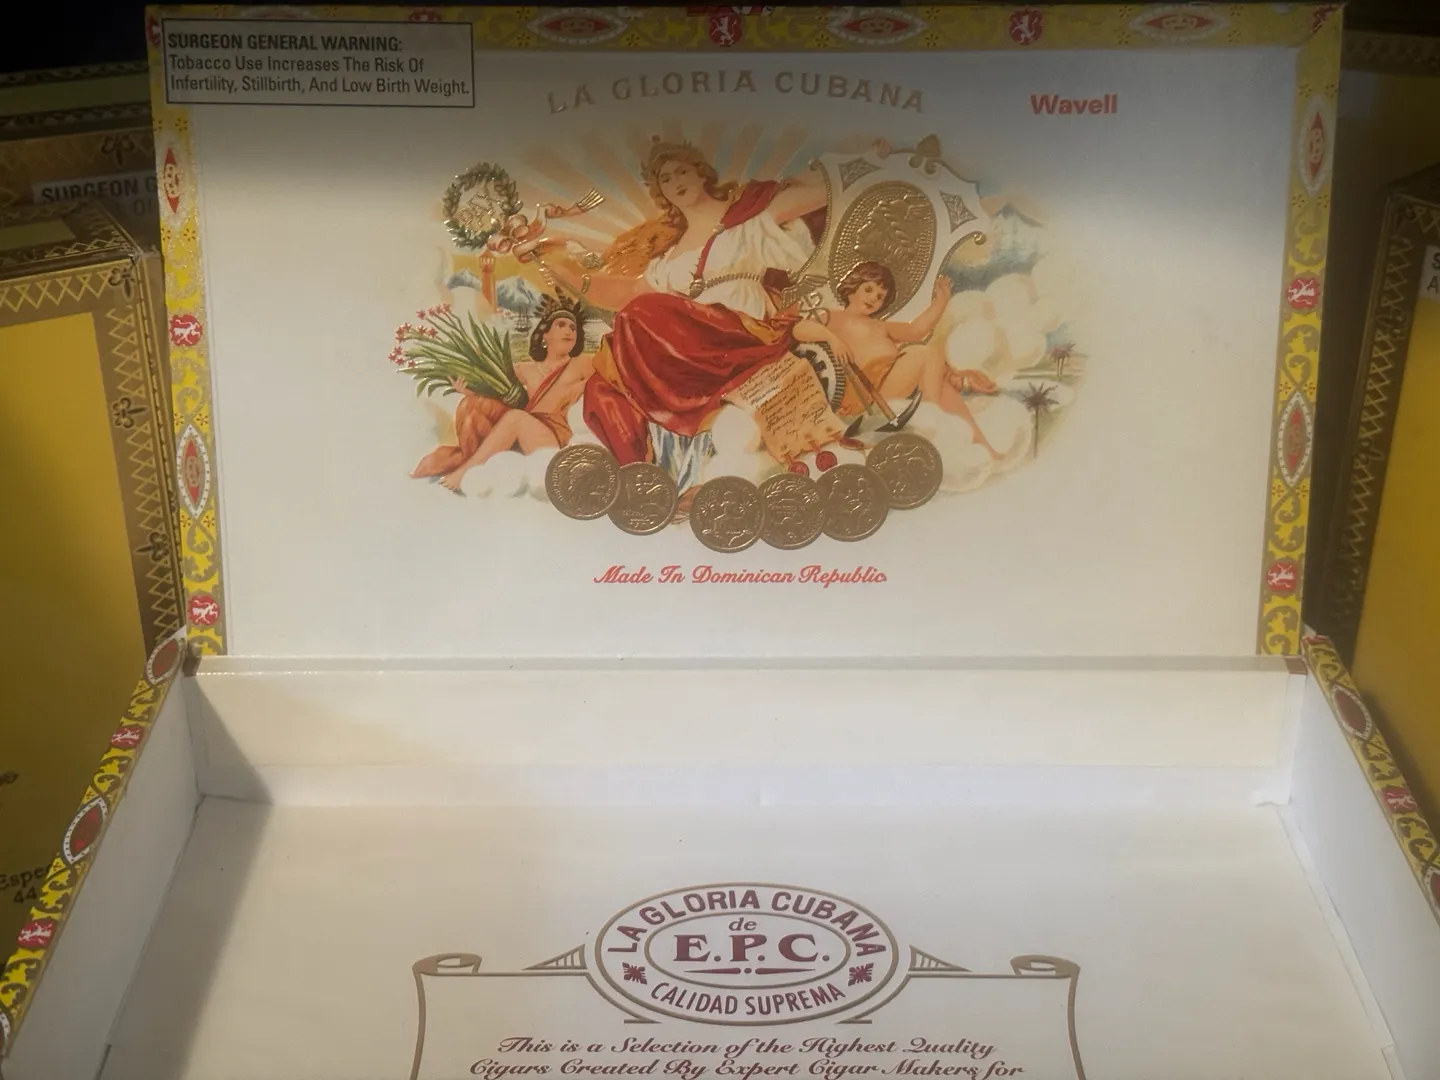 SURGEON GENERAL WARNING:
Tobacco Use Increases The Risk Of
Infertility, Stillbirth, And Low Birth Weight.
LA GLORIA CUBANA
Wavell
SURGEON G
Made In Dominican Republic
44
LA GLORIA CUBANA
de
E.P.C.
CALIDAD SUPREMA
This is a Selection of the Highest Quality
Cigars Created By Expert Cigar Makers for